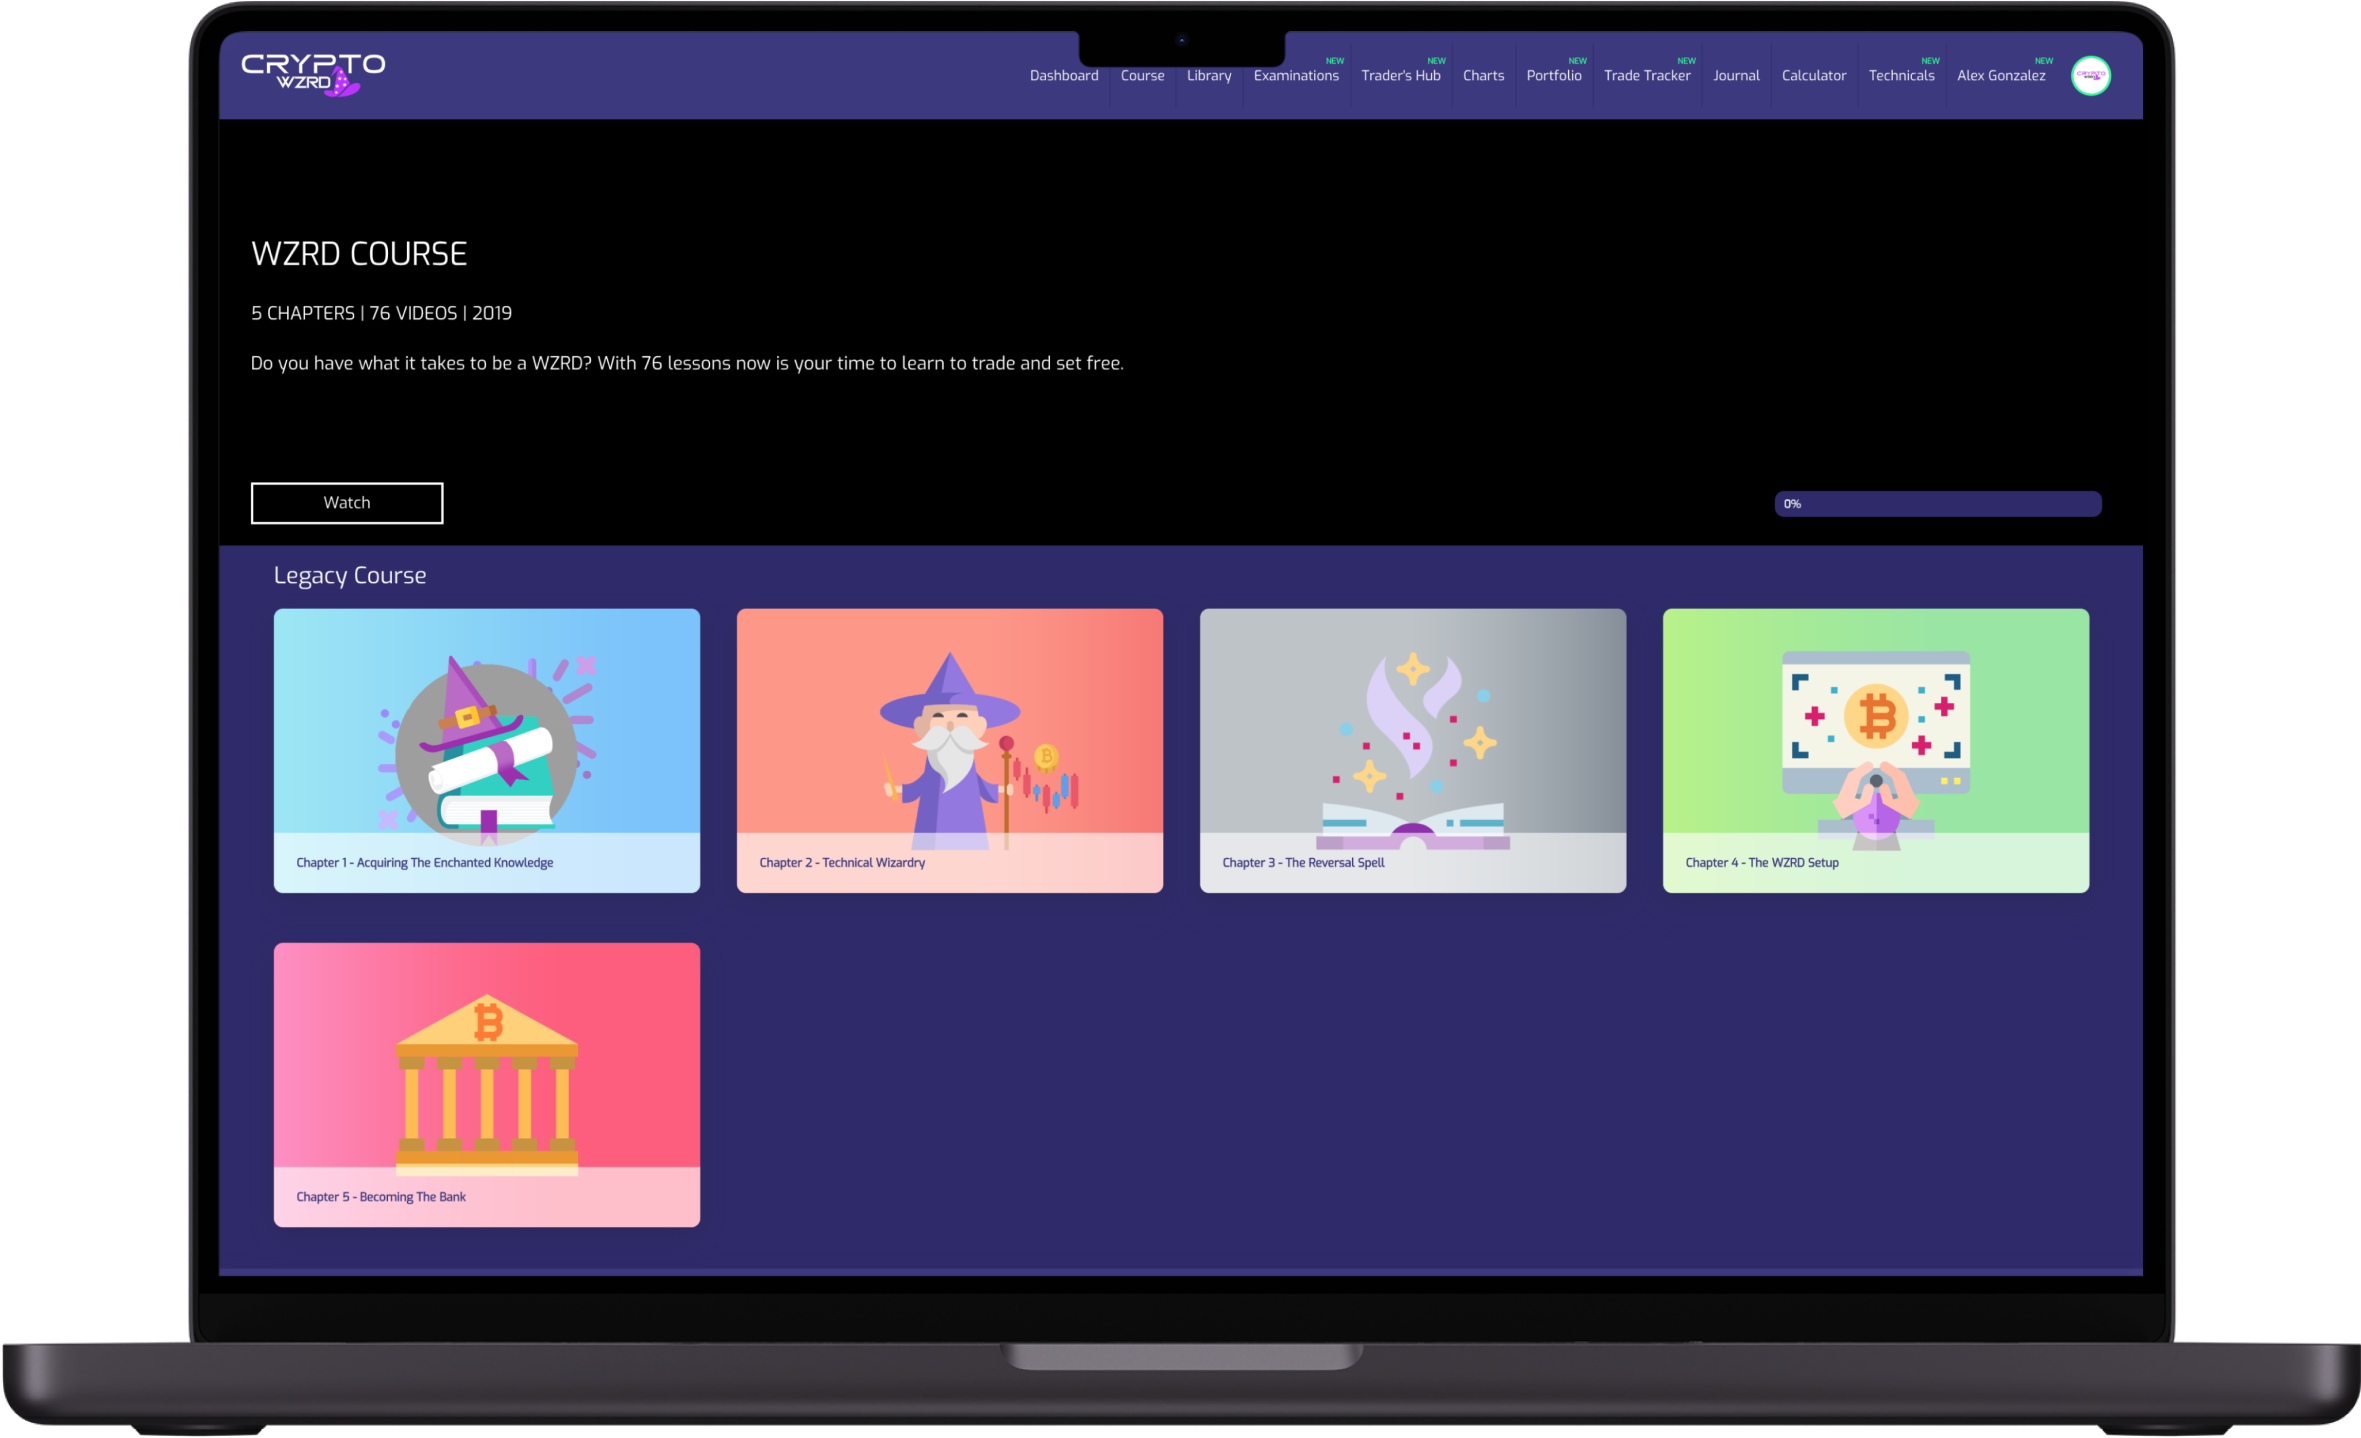 CRYPTO
WZRD
Dashboard
Course
Library
NEW
Examinations
NEW
Trader's Hub
Charts
NEW
Portfolio
NEW
Trade Tracker
Journal
Calculator
NEW
Technicals
NEW
Alex Gonzalez
CRYPTO
WZRD COURSE
5 CHAPTERS | 76 VIDEOS | 2019
Do you have what it takes to be a WZRD? With 76 lessons now is your time to learn to trade and set free.
Watch
0%
Legacy Course
Chapter 1 - Acquiring The Enchanted Knowledge
Chapter 2 - Technical Wizardry
Chapter 3 - The Reversal Spell
Chapter 4 - The WZRD Setup
Chapter 5 - Becoming The Bank